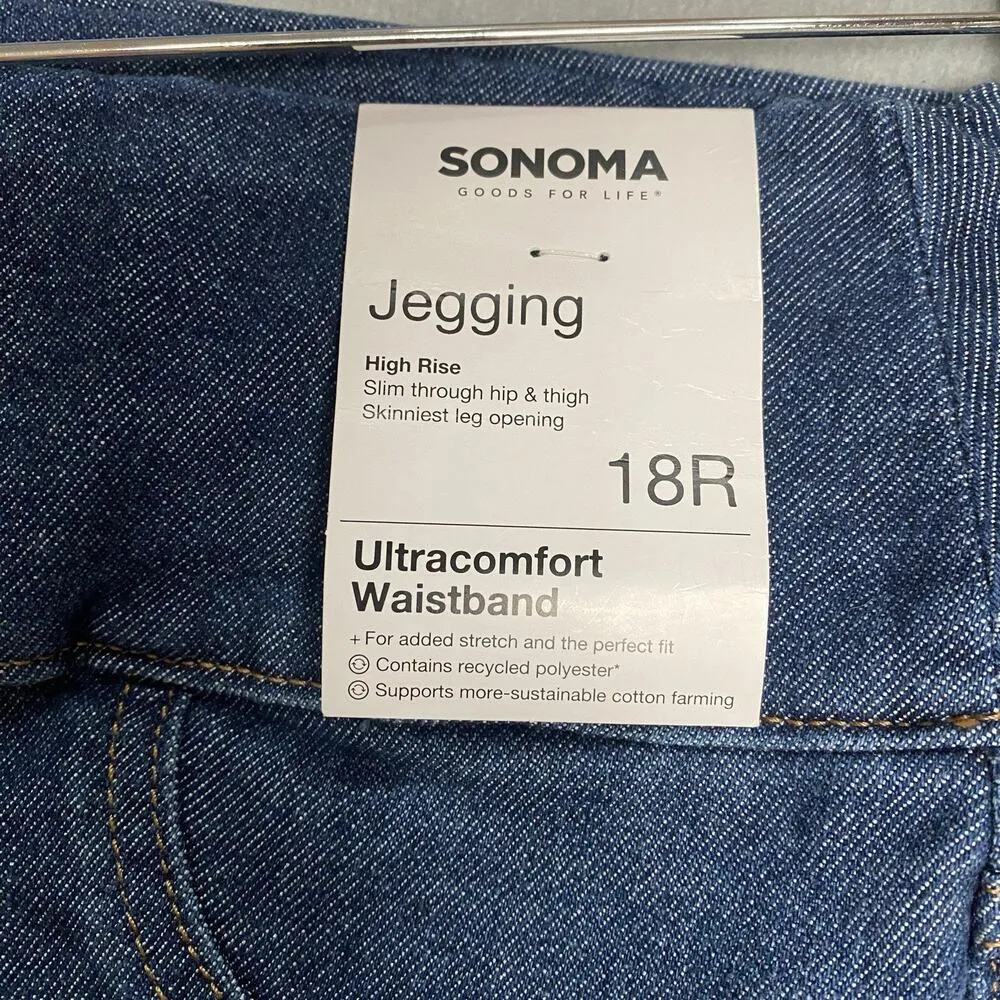 SONOMA
GOODS FOR LIFE®
Jegging
High Rise
Slim through hip & thigh
Skinniest leg opening
18R
Ultracomfort
Waistband
+ For added stretch and the perfect fit
Contains recycled polyester*
Supports more-sustainable cotton farming